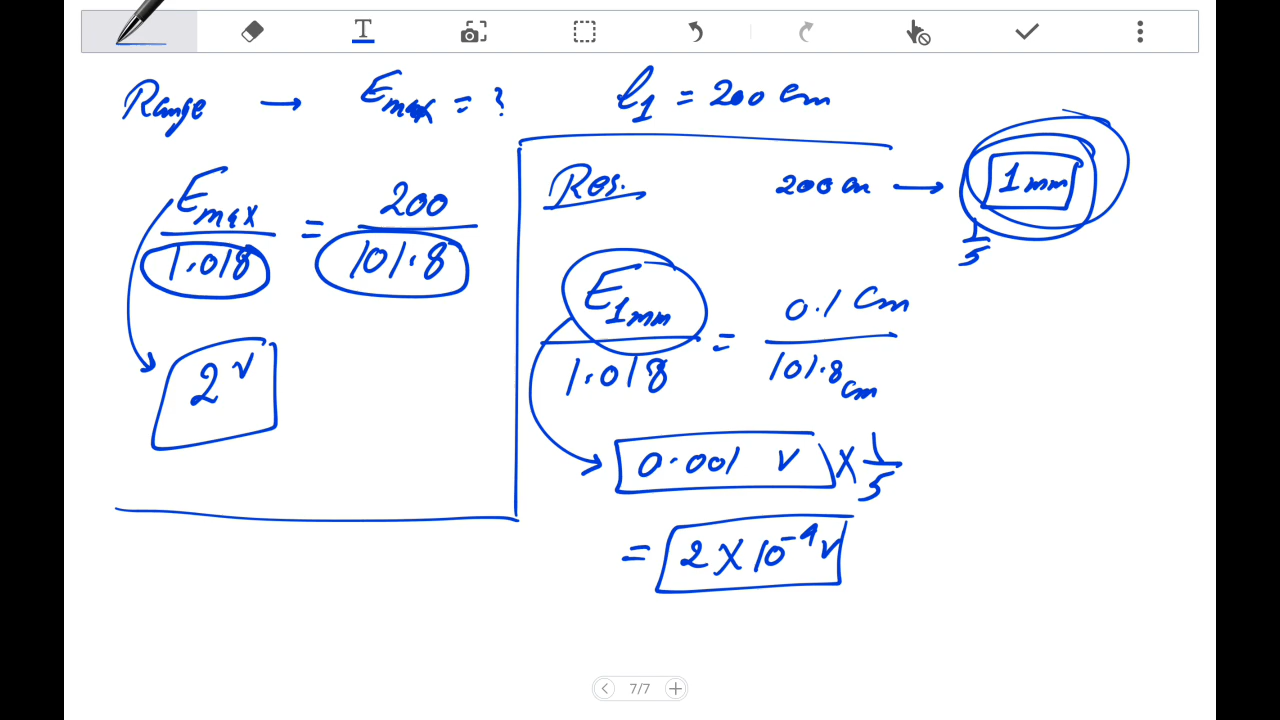 T
Range → Emax = ? l1 = 200 cm
Emax / 1.018 = 200 / 101.8
2 v
Res. 200 cm → 1 mm
1/5
E1mm / 1.018 = 0.1 cm / 101.8 cm
0.001 v × 1/5
= 2 × 10⁻⁴ v
7/7